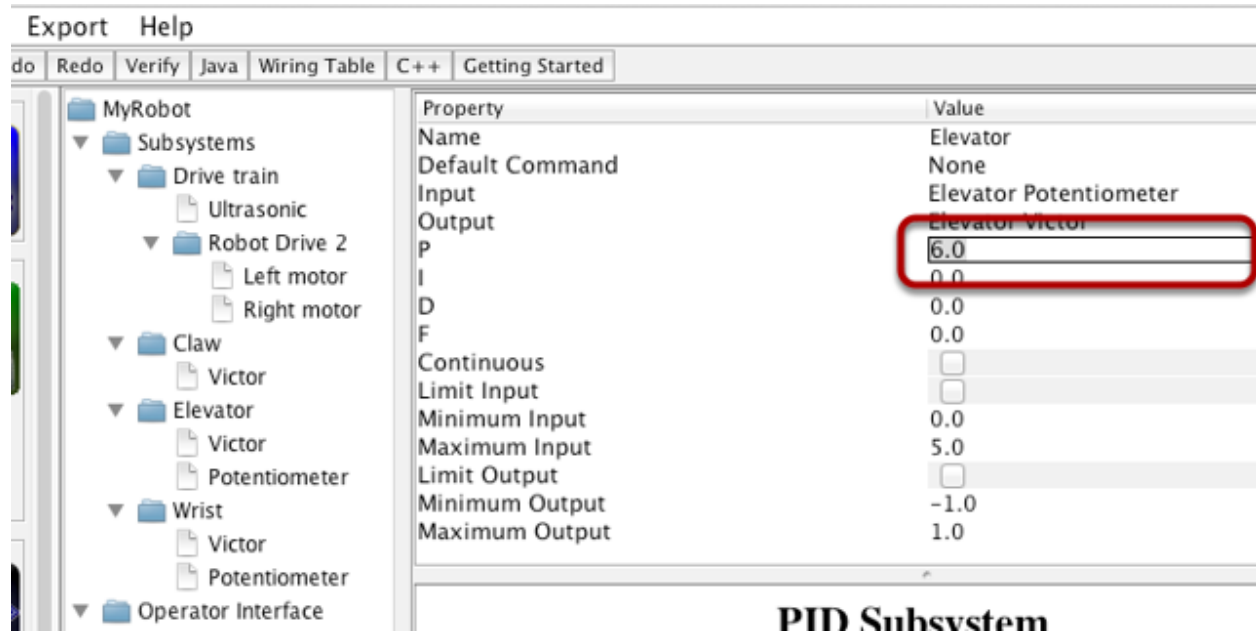 Export Help
do Redo Verify Java Wiring Table C++ Getting Started
MyRobot
Subsystems
Drive train
Ultrasonic
Robot Drive 2
Left motor
Right motor
Claw
Victor
Elevator
Victor
Potentiometer
Wrist
Victor
Potentiometer
Operator Interface
Property Value
Name Elevator
Default Command None
Input Elevator Potentiometer
Output Elevator Victor
P 6.0
I 0.0
D 0.0
F 0.0
Continuous
Limit Input
Minimum Input 0.0
Maximum Input 5.0
Limit Output
Minimum Output -1.0
Maximum Output 1.0
PID Subsystem